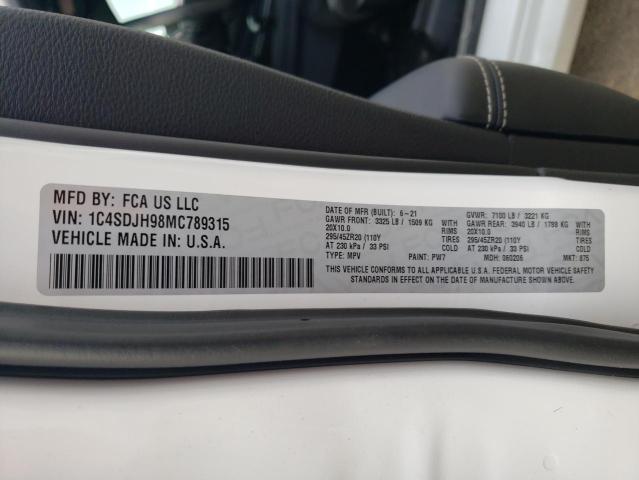 MFD BY: FCA US LLC
VIN: 1C4SDJH98MC789315
VEHICLE MADE IN: U.S.A.
DATE OF MFR (BUILT): 6-21 GVWR: 7100 LB / 3221 KG
GAWR FRONT: 3325 LB / 1509 KG WITH GAWR REAR: 3940 LB / 1788 KG WITH
20X10.0 RIMS 20X10.0 RIMS
295/45ZR20 (110Y TIRES 295/45ZR20 (110Y TIRES
AT 230 kPa / 33 PSI COLD AT 230 kPa / 33 PSI COLD
TYPE: MPV PAINT: PW7 MDH: 060206 MKT: 875
THIS VEHICLE CONFORMS TO ALL APPLICABLE U.S.A. FEDERAL MOTOR VEHICLE SAFETY
STANDARDS IN EFFECT ON THE DATE OF MANUFACTURE SHOWN ABOVE.